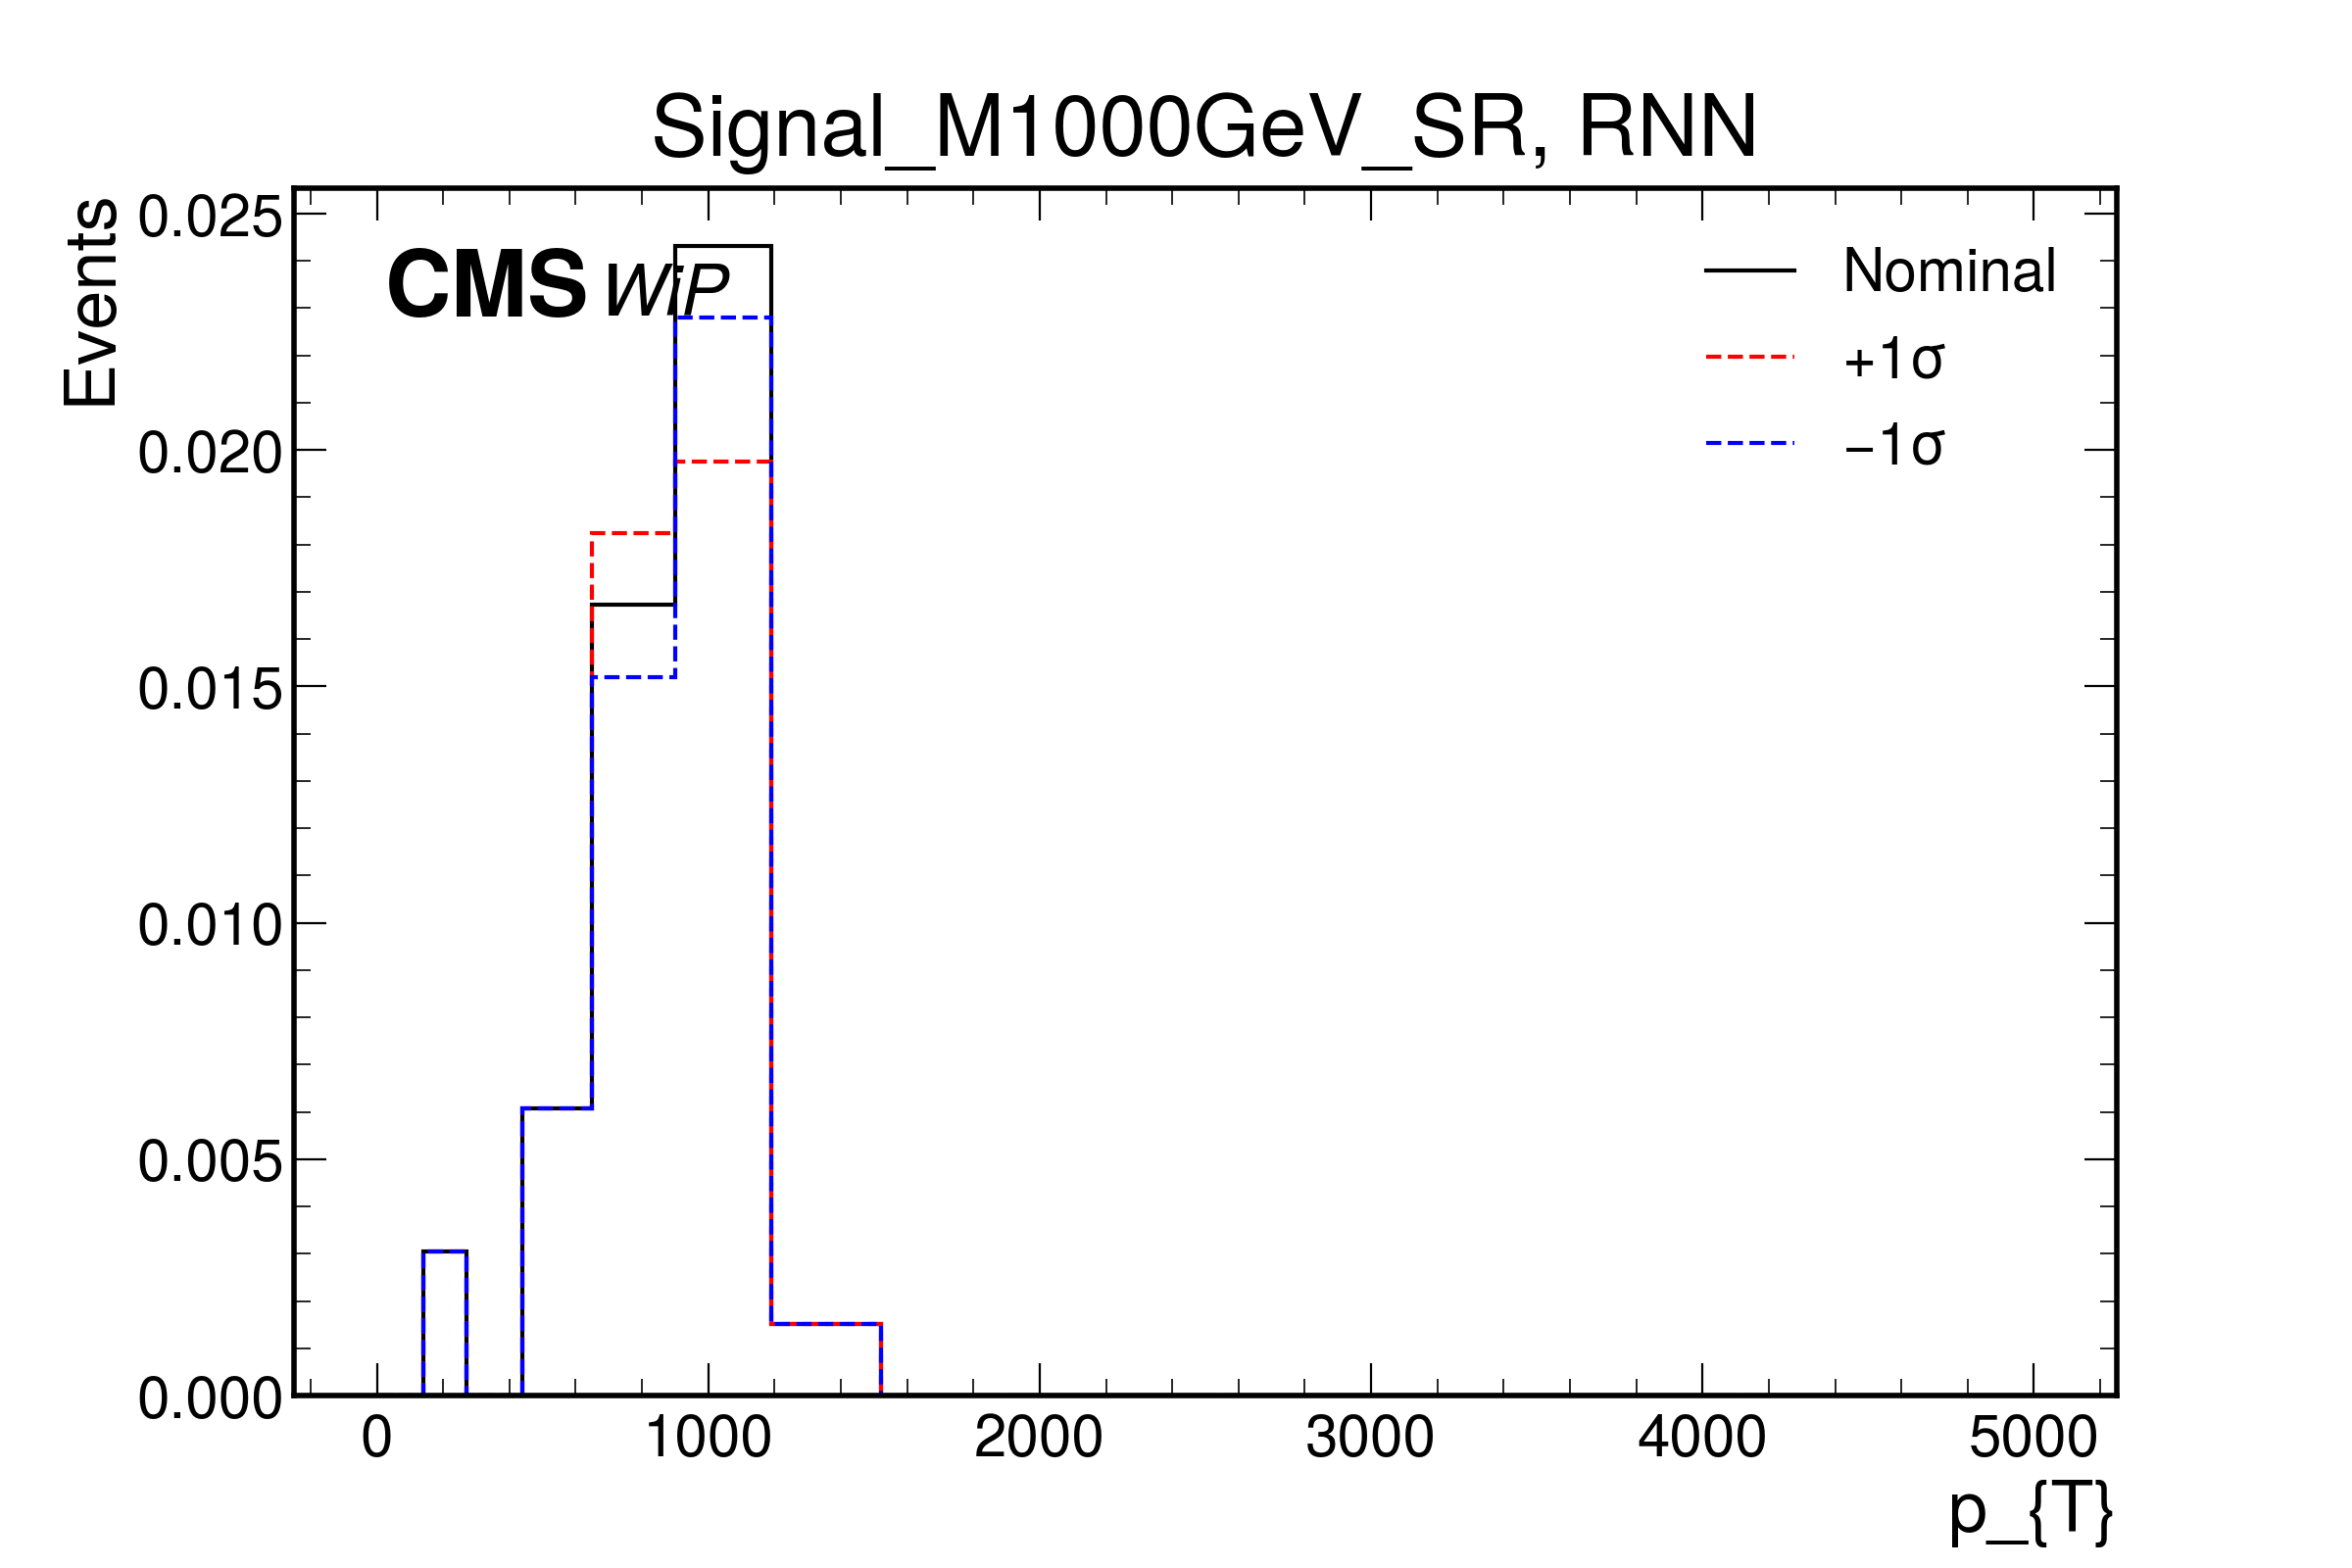 Signal_M1000GeV_SR, RNN
Events
0.025
0.020
0.015
0.010
0.005
0.000
CMS WiP
Nominal
+1σ
−1σ
0 1000 2000 3000 4000 5000
p_{T}